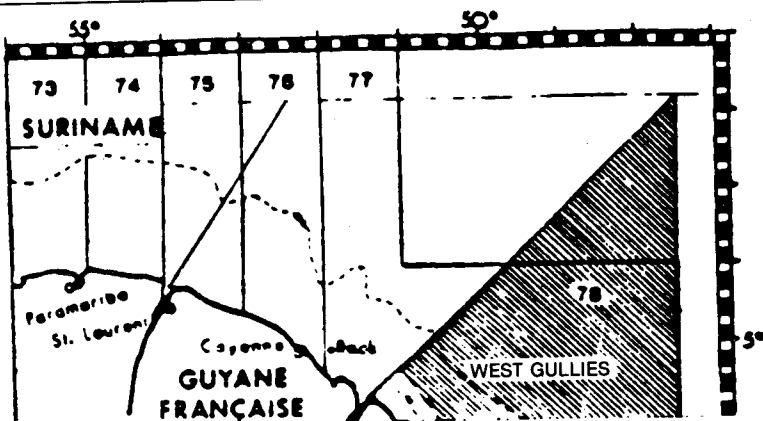 55° 50°
73 74 75 76 77
SURINAME
78
Paramaribo
St. Laurent
Cayenne
5°
WEST GULLIES
GUYANE
FRANÇAISE